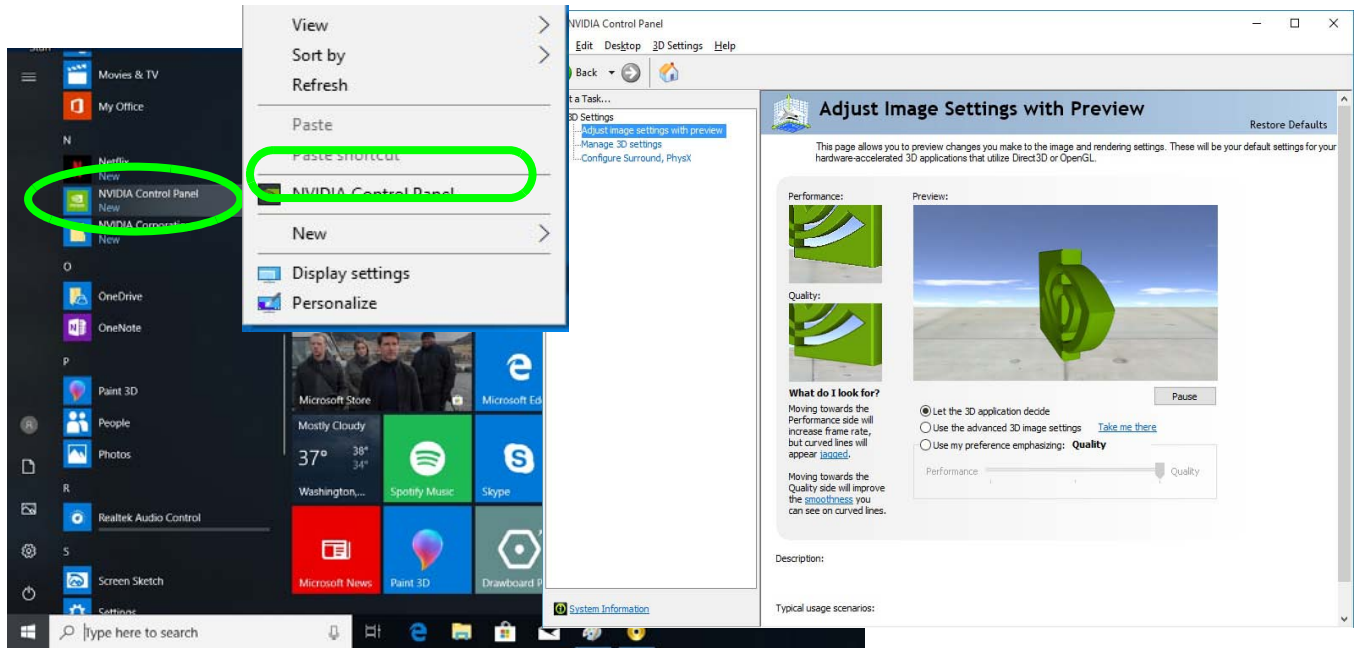 Movies & TV
My Office
N
Netflix
New
NVIDIA Control Panel
New
NVIDIA Corporation
New
O
OneDrive
OneNote
P
Paint 3D
People
Photos
R
Realtek Audio Control
S
Screen Sketch
Settings
Type here to search
Microsoft Store
Microsoft Ed
Mostly Cloudy
37° 38° 34°
Washington,...
Spotify Music
Skype
Microsoft News
Paint 3D
Drawboard P
View
Sort by
Refresh
Paste
Paste shortcut
NVIDIA Control Panel
New
Display settings
Personalize
NVIDIA Control Panel
Edit Desktop 3D Settings Help
Back
t a Task...
3D Settings
Adjust image settings with preview
Manage 3D settings
Configure Surround, PhysX
System Information
Adjust Image Settings with Preview
Restore Defaults
This page allows you to preview changes you make to the image and rendering settings. These will be your default settings for your
hardware-accelerated 3D applications that utilize Direct3D or OpenGL.
Performance:
Preview:
Quality:
What do I look for?
Moving towards the
Performance side will
increase frame rate,
but curved lines will
appear jagged.
Moving towards the
Quality side will improve
the smoothness you
can see on curved lines.
Pause
Let the 3D application decide
Use the advanced 3D image settings Take me there
Use my preference emphasizing: Quality
Performance Quality
Description:
Typical usage scenarios: